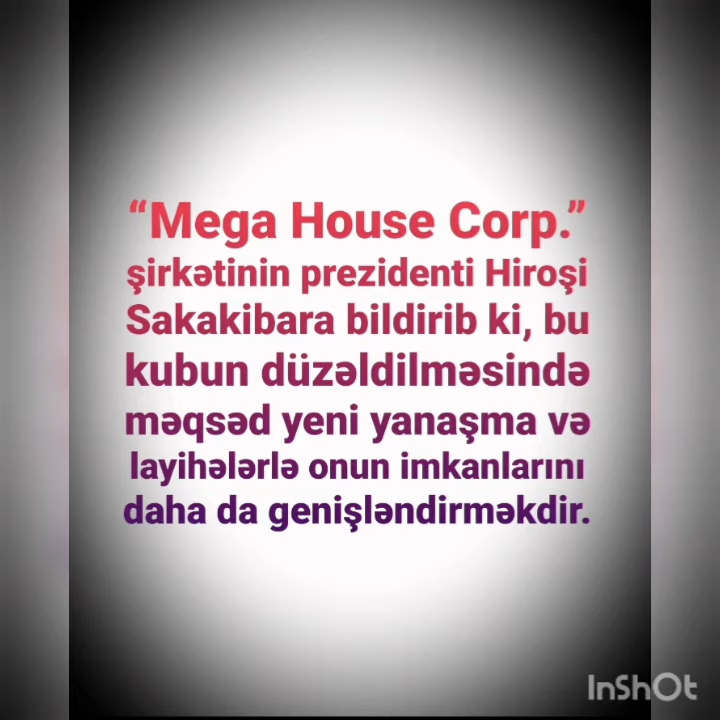 “Mega House Corp.”
şirkətinin prezidenti Hiroşi
Sakakibara bildirib ki, bu
kubun düzəldilməsində
məqsəd yeni yanaşma və
layihələrlə onun imkanlarını
daha da genişləndirməkdir.
InShOt